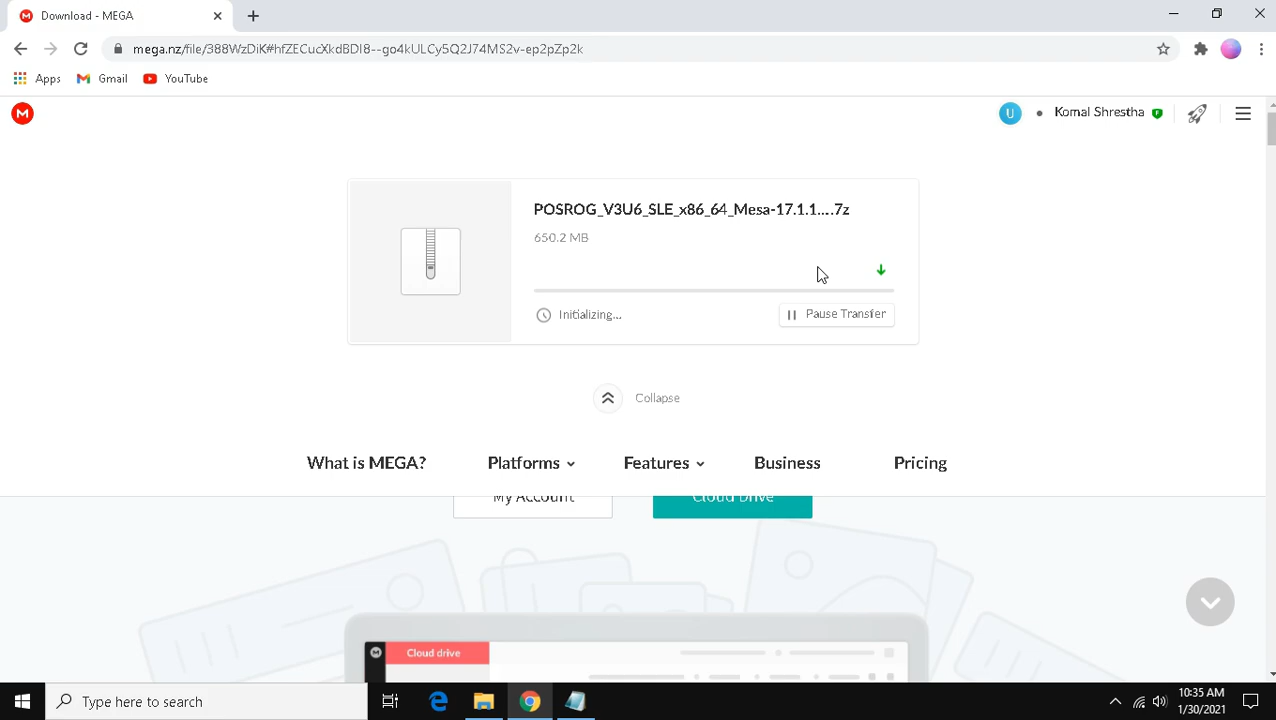 Download - MEGA
mega.nz/file/388WzDiK#hfZECucXkdBDI8--go4kULCy5Q2J74MS2v-ep2pZp2k
Apps Gmail YouTube
M
U Komal Shrestha
POSROG_V3U6_SLE_x86_64_Mesa-17.1.1....7z
650.2 MB
Initializing...
Pause Transfer
Collapse
What is MEGA? Platforms Features Business Pricing
My Account Cloud Drive
Cloud drive
Type here to search
10:35 AM
1/30/2021